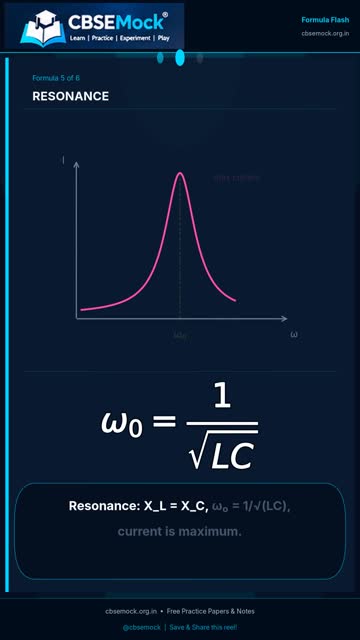 CBSEMock®
Learn | Practice | Experiment | Play
Formula Flash
cbsemock.org.in
Formula 5 of 6
RESONANCE
I
Max current
ω₀
ω
ω₀ = 1/√LC
Resonance: X_L = X_C, ω₀ = 1/√(LC),
current is maximum.
cbsemock.org.in • Free Practice Papers & Notes
@cbsemock | Save & Share this reel!